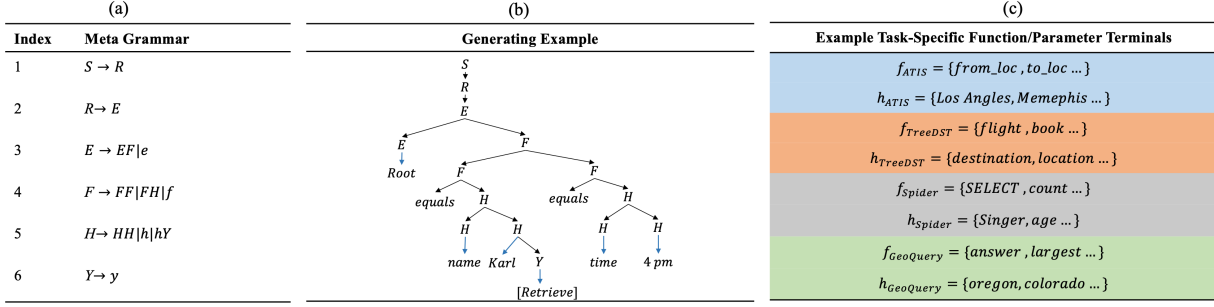 (a)
Index Meta Grammar
1 S → R
2 R→ E
3 E → EF|e
4 F → FF|FH|f
5 H→ HH|h|hY
6 Y→ y
(b)
Generating Example
S
R
E
E F
Root F F
equals H equals H
H H H H
name Karl Y time 4 pm
[Retrieve]
(c)
Example Task-Specific Function/Parameter Terminals
f_ATIS = {from_loc , to_loc ... }
h_ATIS = {Los Angles, Memephis ... }
f_TreeDST = {flight , book ... }
h_TreeDST = {destination, location ... }
f_Spider = {SELECT , count ... }
h_Spider = {Singer, age ... }
f_GeoQuery = {answer , largest ... }
h_GeoQuery = {oregon, colorado ... }